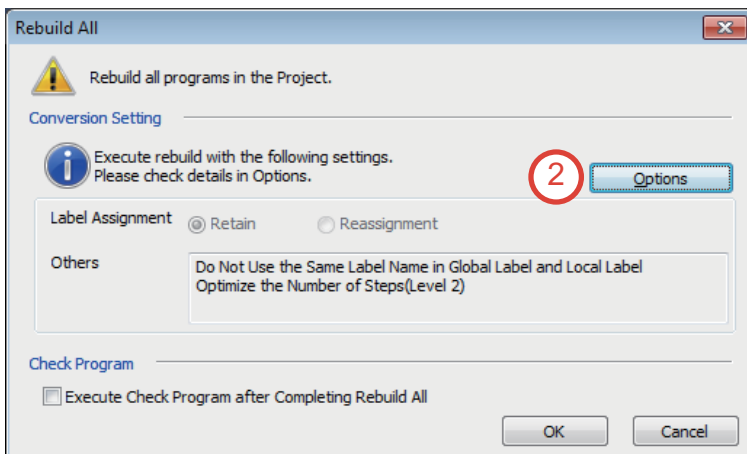 Rebuild All
Rebuild all programs in the Project.
Conversion Setting
Execute rebuild with the following settings.
Please check details in Options.
2
Options
Label Assignment
Retain
Reassignment
Others
Do Not Use the Same Label Name in Global Label and Local Label
Optimize the Number of Steps(Level 2)
Check Program
Execute Check Program after Completing Rebuild All
OK
Cancel